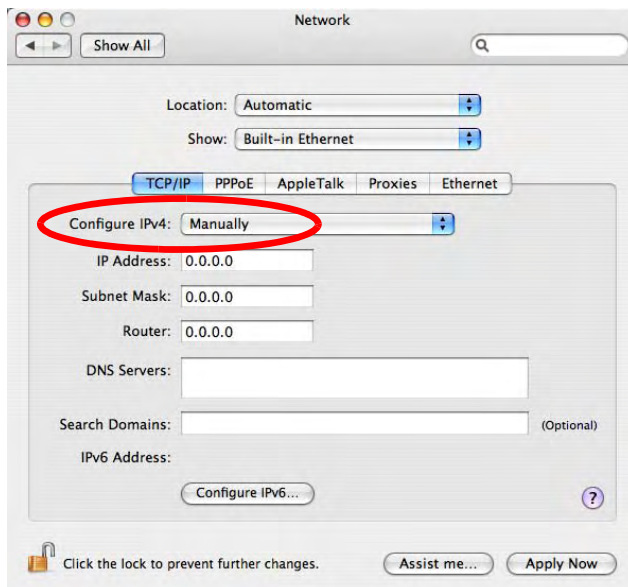 Network
Show All
Location: Automatic
Show: Built-in Ethernet
TCP/IP PPPoE AppleTalk Proxies Ethernet
Configure IPv4: Manually
IP Address: 0.0.0.0
Subnet Mask: 0.0.0.0
Router: 0.0.0.0
DNS Servers:
Search Domains: (Optional)
IPv6 Address:
Configure IPv6...
?
Click the lock to prevent further changes. Assist me... Apply Now